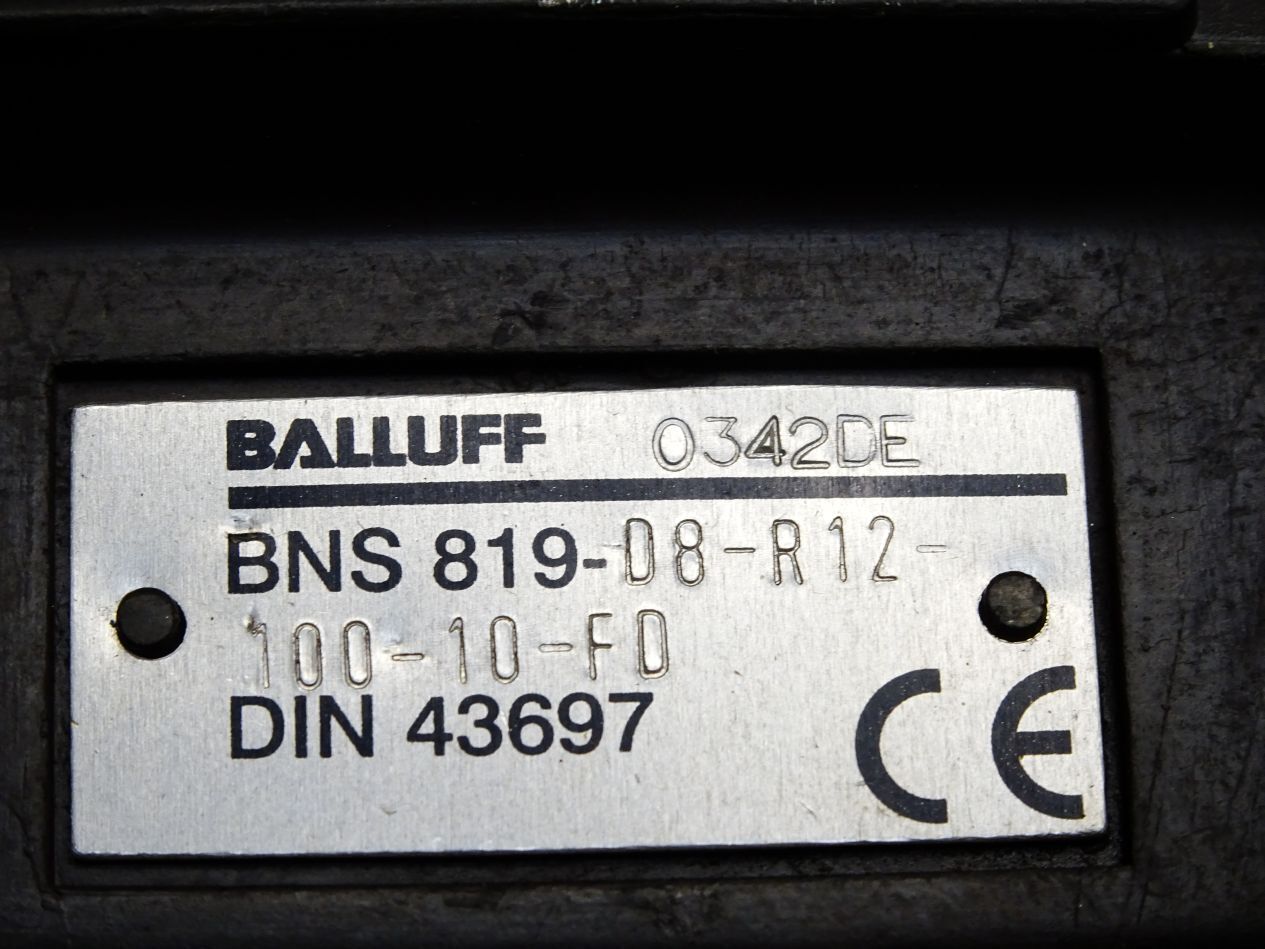 BALLUFF 0342DE
BNS 819-D8-R12-
100-10-FD
DIN 43697
CE